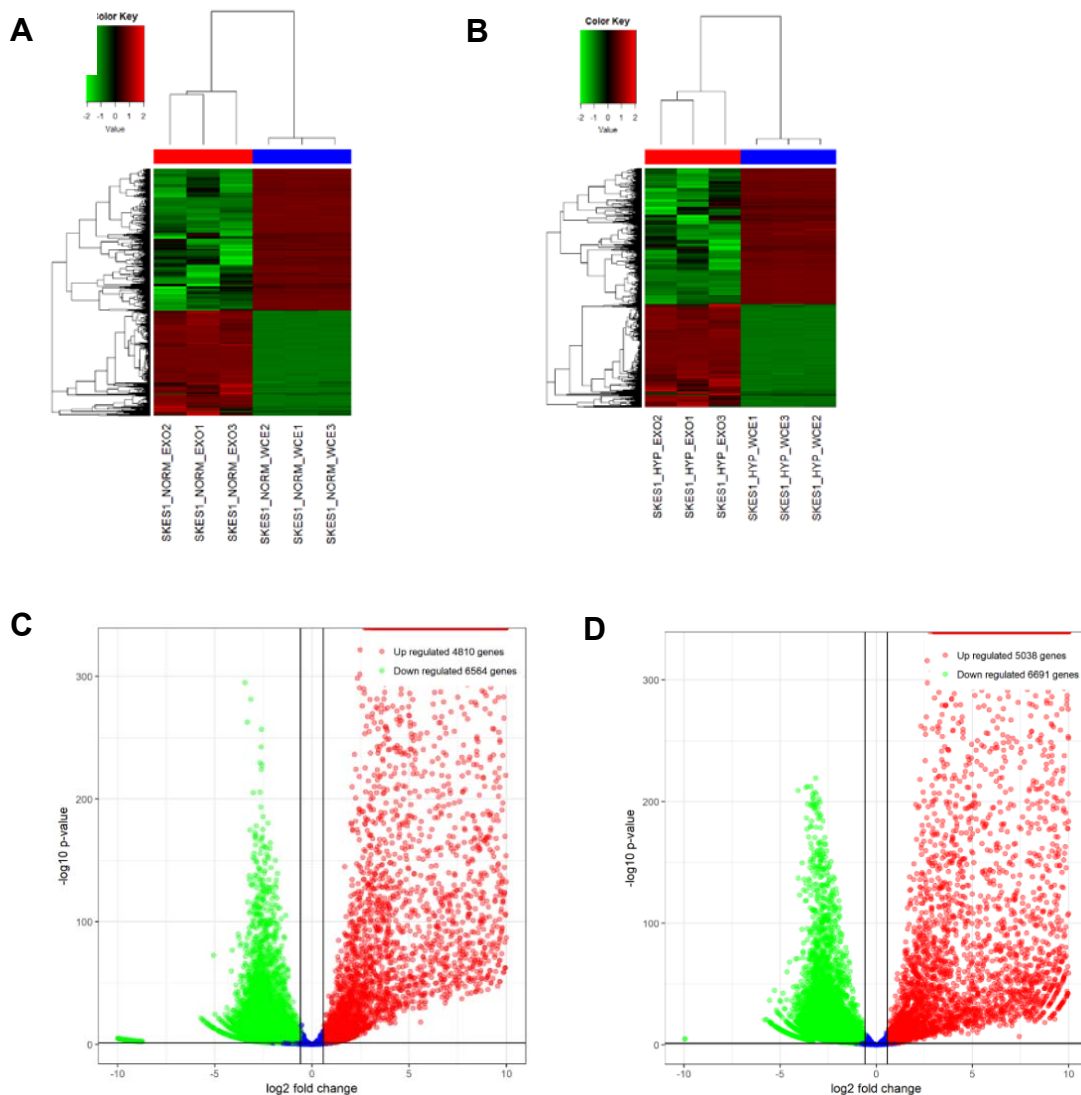 A
Color Key
-2 -1 0 1 2
Value
SKES1_NORM_EXO2
SKES1_NORM_EXO1
SKES1_NORM_EXO3
SKES1_NORM_WCE2
SKES1_NORM_WCE1
SKES1_NORM_WCE3
B
Color Key
-2 -1 0 1 2
Value
SKES1_HYP_EXO2
SKES1_HYP_EXO1
SKES1_HYP_EXO3
SKES1_HYP_WCE1
SKES1_HYP_WCE3
SKES1_HYP_WCE2
C
Up regulated 4810 genes
Down regulated 6564 genes
300
200
100
0
-log10 p-value
-10 -5 0 5 10
log2 fold change
D
Up regulated 5038 genes
Down regulated 6691 genes
300
200
100
0
-log10 p-value
-10 -5 0 5 10
log2 fold change